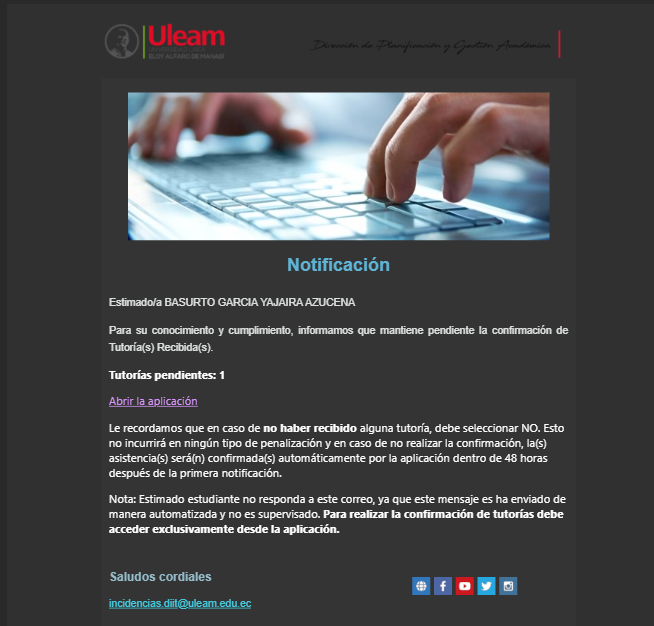 Uleam
ELOY ALFARO DE MANABÍ
Dirección de Planificación y Gestión Académica
Notificación
Estimado/a BASURTO GARCIA YAJAIRA AZUCENA
Para su conocimiento y cumplimiento, informamos que mantiene pendiente la confirmación de
Tutoría(s) Recibida(s).
Tutorías pendientes: 1
Abrir la aplicación
Le recordamos que en caso de no haber recibido alguna tutoría, debe seleccionar NO. Esto
no incurrirá en ningún tipo de penalización y en caso de no realizar la confirmación, la(s)
asistencia(s) será(n) confirmada(s) automáticamente por la aplicación dentro de 48 horas
después de la primera notificación.
Nota: Estimado estudiante no responda a este correo, ya que este mensaje es ha enviado de
manera automatizada y no es supervisado. Para realizar la confirmación de tutorías debe
acceder exclusivamente desde la aplicación.
Saludos cordiales
incidencias.diit@uleam.edu.ec